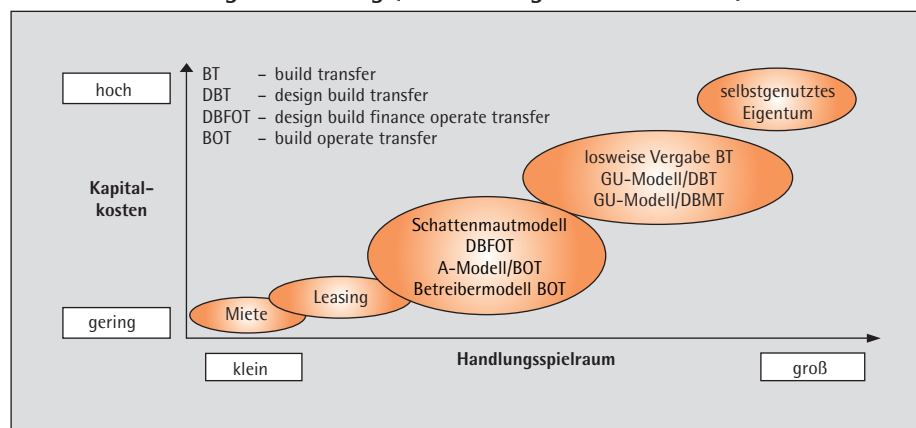 hoch
BT – build transfer
DBT – design build transfer
DBFOT – design build finance operate transfer
BOT – build operate transfer
selbstgenutztes
Eigentum
losweise Vergabe BT
GU-Modell/DBT
GU-Modell/DBMT
Kapital-
kosten
Schattenmautmodell
DBFOT
A-Modell/BOT
Betreibermodell BOT
Leasing
Miete
gering
Handlungsspielraum
klein
groß